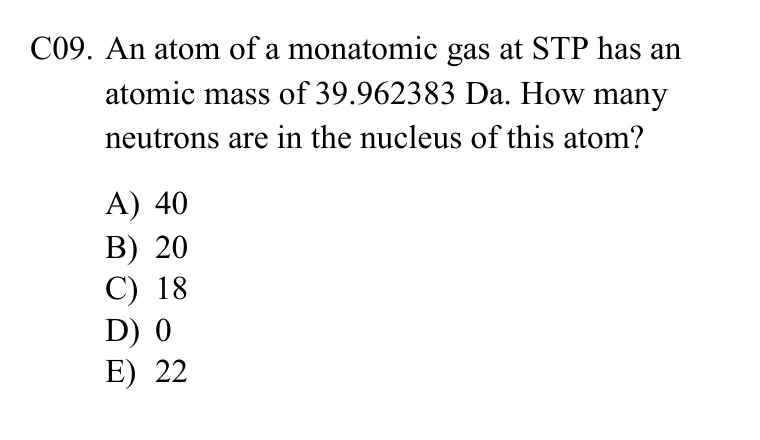 C09. An atom of a monatomic gas at STP has an
atomic mass of 39.962383 Da. How many
neutrons are in the nucleus of this atom?
A) 40
B) 20
C) 18
D) 0
E) 22